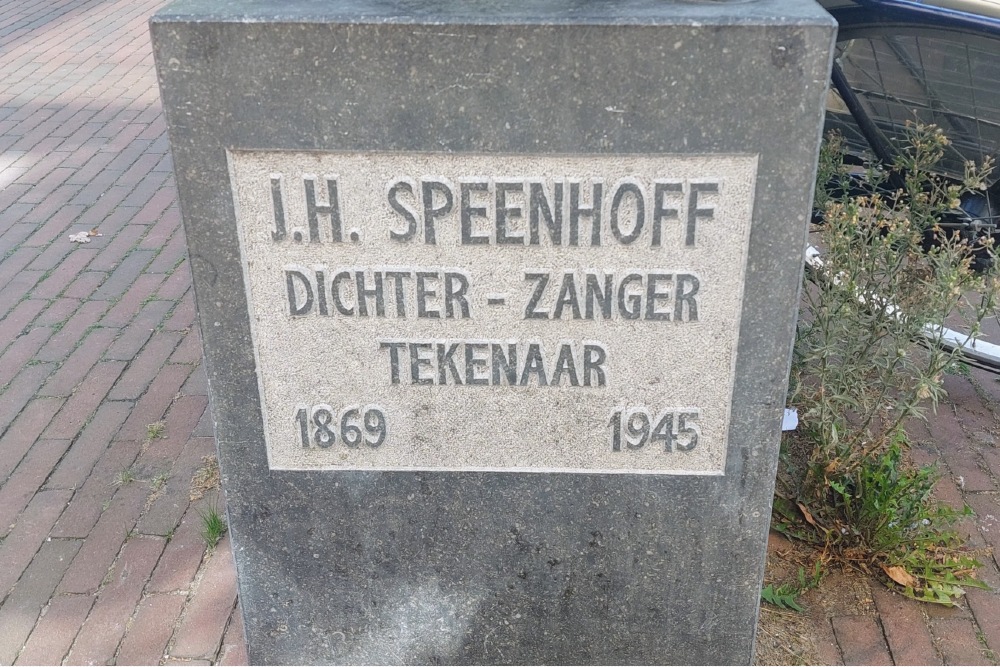 J.H. SPEENHOFF
DICHTER - ZANGER
TEKENAAR
1869 1945